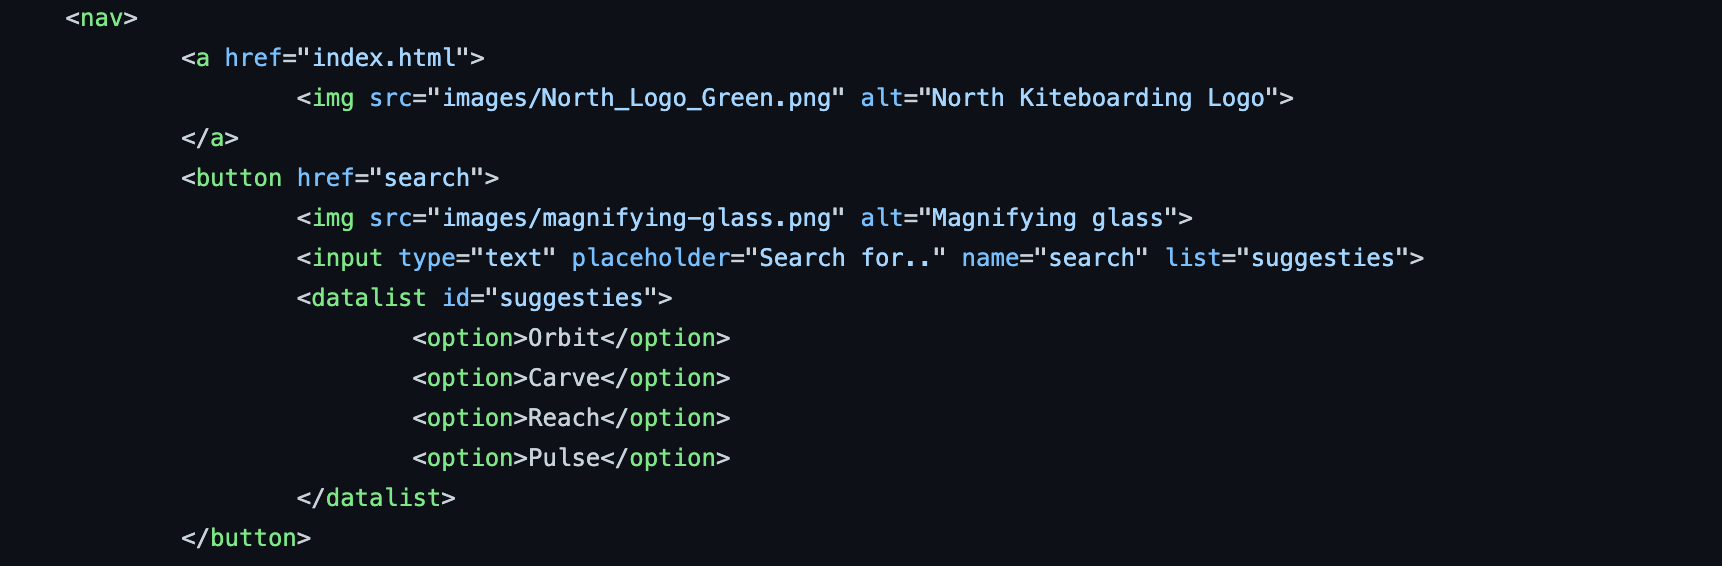 <nav>
<a href="index.html">
<img src="images/North_Logo_Green.png" alt="North Kiteboarding Logo">
</a>
<button href="search">
<img src="images/magnifying-glass.png" alt="Magnifying glass">
<input type="text" placeholder="Search for.." name="search" list="suggesties">
<datalist id="suggesties">
<option>Orbit</option>
<option>Carve</option>
<option>Reach</option>
<option>Pulse</option>
</datalist>
</button>